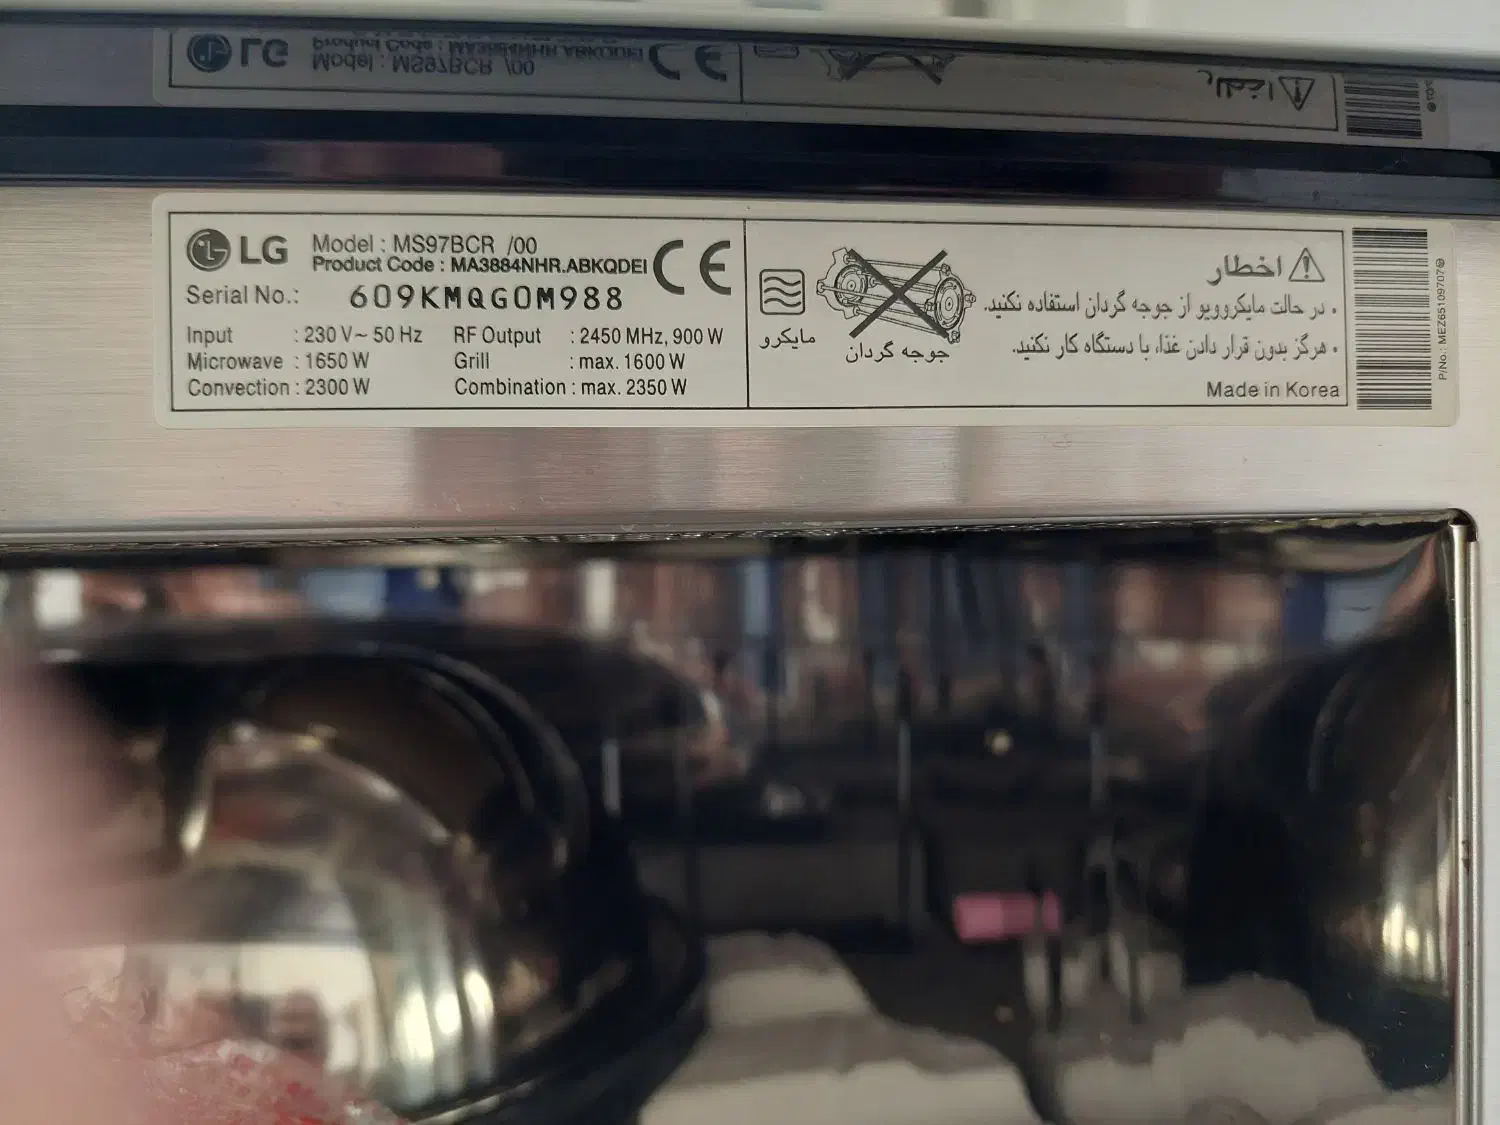 LG
Model : MS97BCR /00
Product Code : MA3884NHR.ABKQDEI
CE
Serial No.: 609KMQG0M988
Input : 230 V~ 50 Hz
RF Output : 2450 MHz, 900 W
Microwave : 1650 W
Grill : max. 1600 W
Convection : 2300 W
Combination : max. 2350 W
مایکرو
جوجه گردان
اخطار
. در حالت مایکروویو از جوجه گردان استفاده نکنید.
. هرگز بدون قرار دادن غذا، با دستگاه کار نکنید.
Made in Korea
P/No.: MEZ65109707